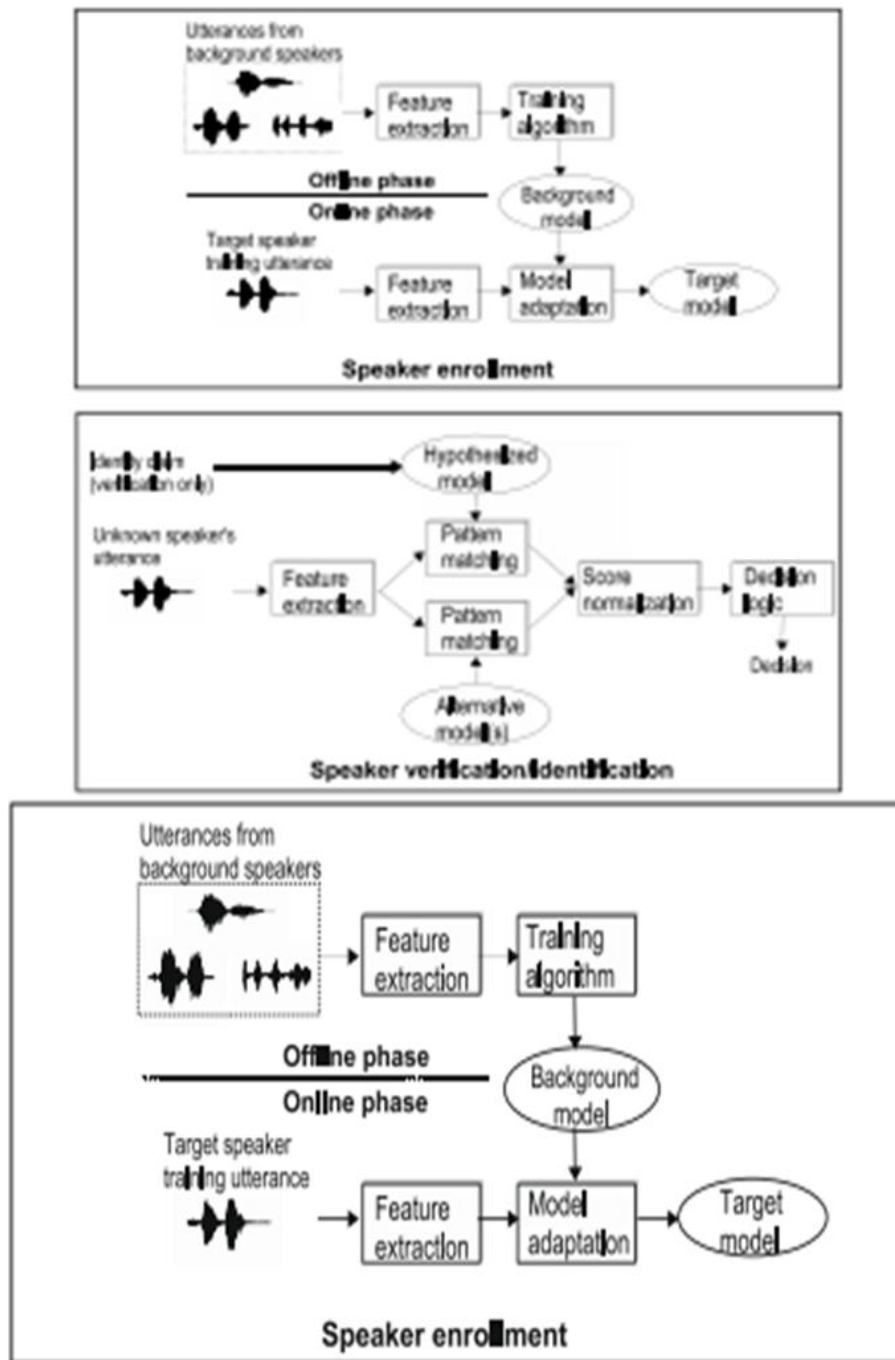 Utterances from
background speakers
Feature
extraction
Training
algorithm
Offline phase
Online phase
Background
model
Target speaker
training utterance
Feature
extraction
Model
adaptation
Target
model
Speaker enrollment
Identity claim
(verification only)
Hypothesized
model
Unknown speaker's
utterance
Pattern
matching
Feature
extraction
Score
normalization
Decision
logic
Pattern
matching
Decision
Alternative
model(s)
Speaker verification/identification
Utterances from
background speakers
Feature
extraction
Training
algorithm
Offline phase
Online phase
Background
model
Target speaker
training utterance
Feature
extraction
Model
adaptation
Target
model
Speaker enrollment